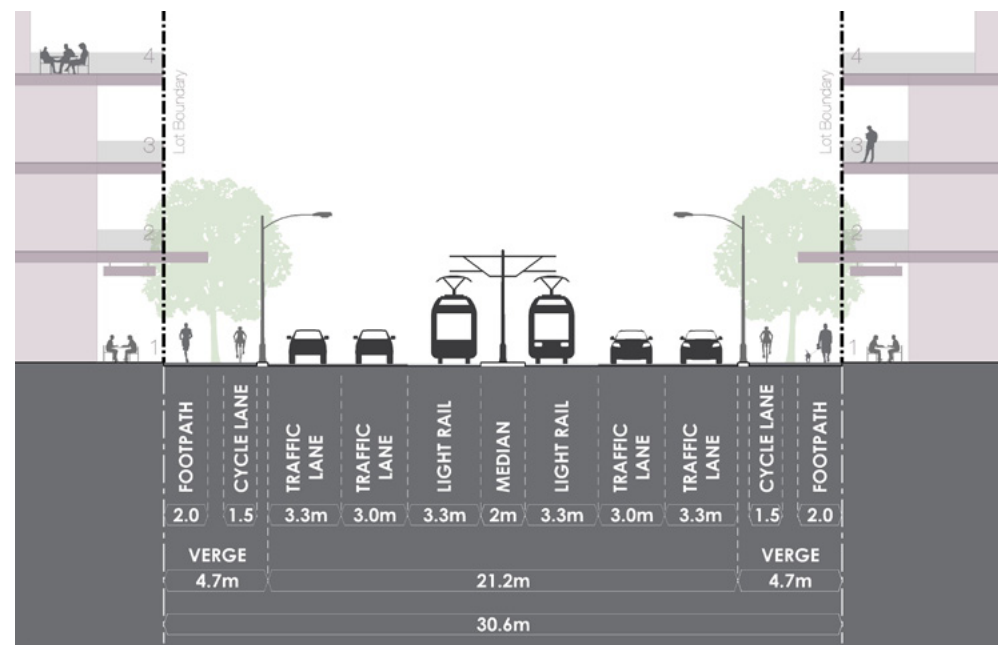 4
4
Lot Boundary
Lot Boundary
3
3
2
2
1
1
FOOTPATH
CYCLE LANE
TRAFFIC
LANE
TRAFFIC
LANE
LIGHT RAIL
MEDIAN
LIGHT RAIL
TRAFFIC
LANE
TRAFFIC
LANE
CYCLE LANE
FOOTPATH
2.0
1.5
3.3m
3.0m
3.3m
2m
3.3m
3.0m
3.3m
1.5
2.0
VERGE
VERGE
4.7m
21.2m
4.7m
30.6m